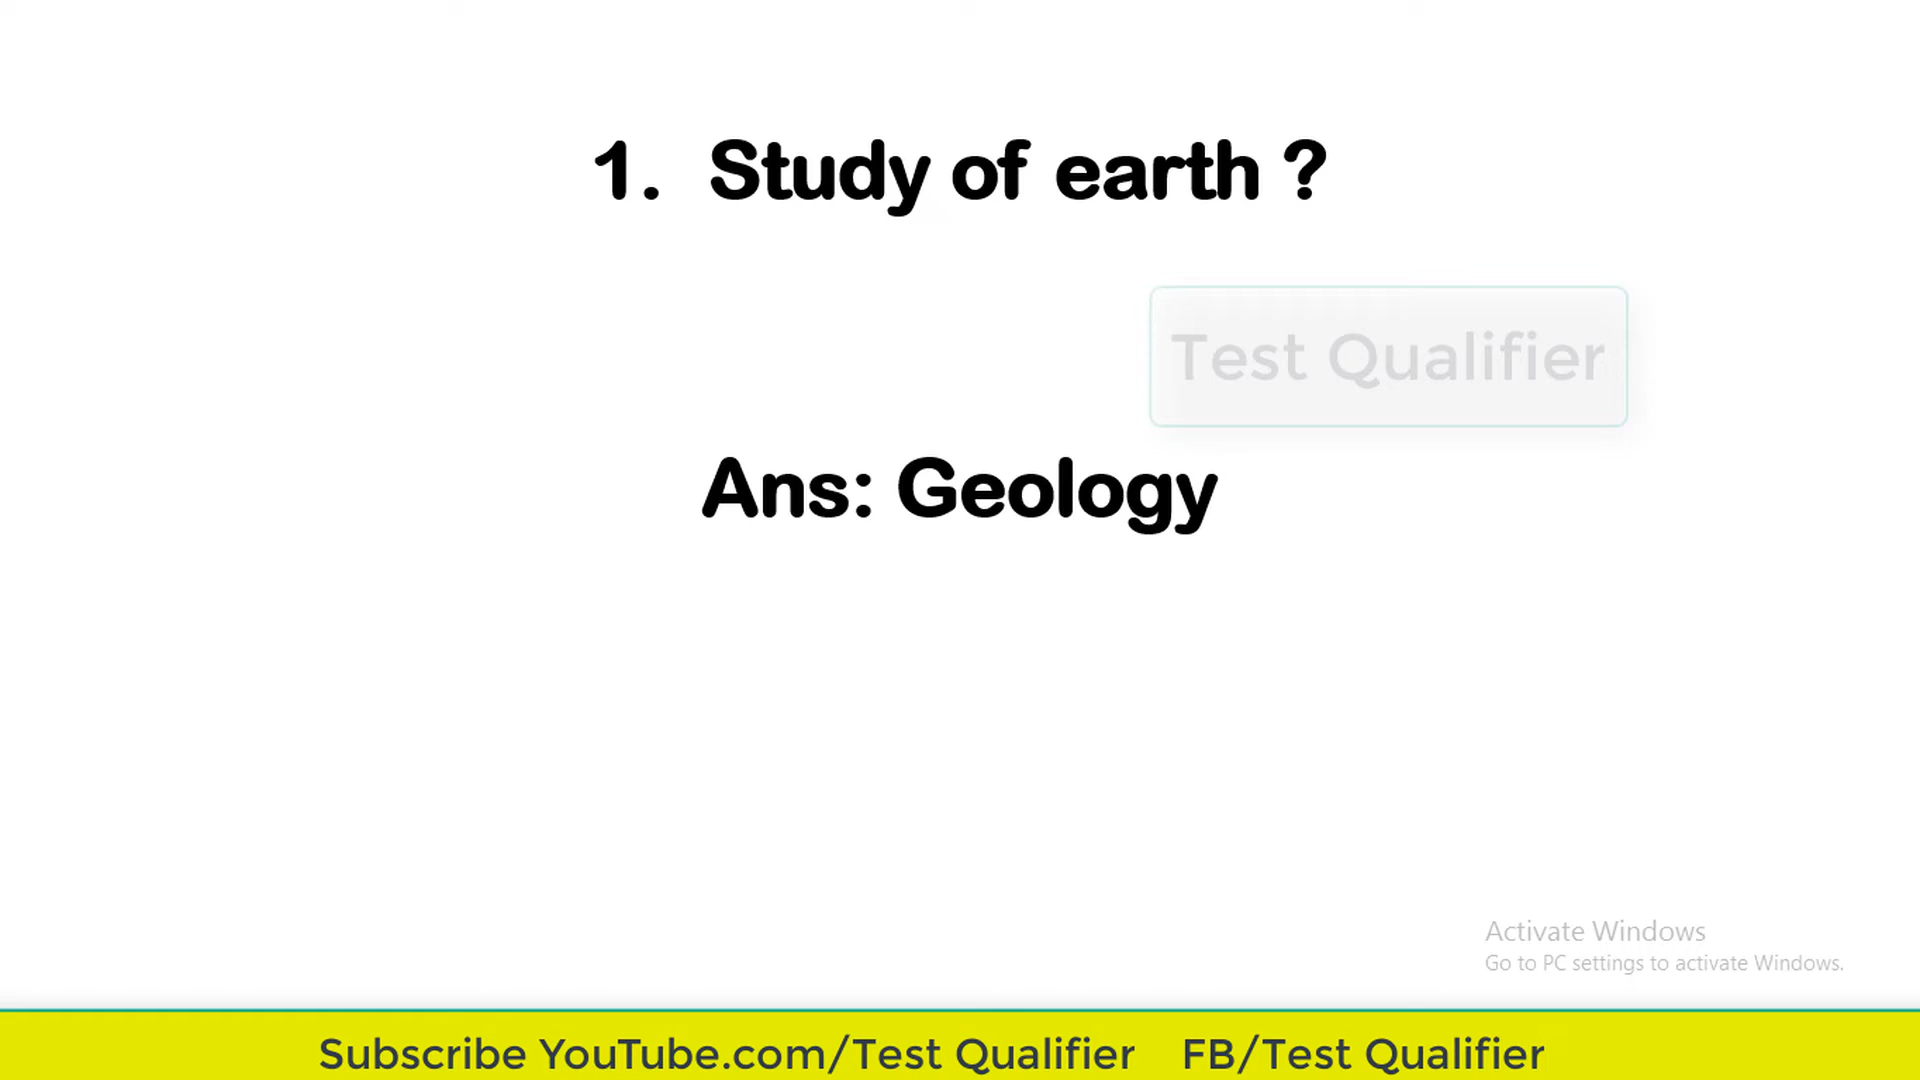 1. Study of earth ?
Test Qualifier
Ans: Geology
Activate Windows
Go to PC settings to activate Windows.
Subscribe YouTube.com/Test Qualifier FB/Test Qualifier